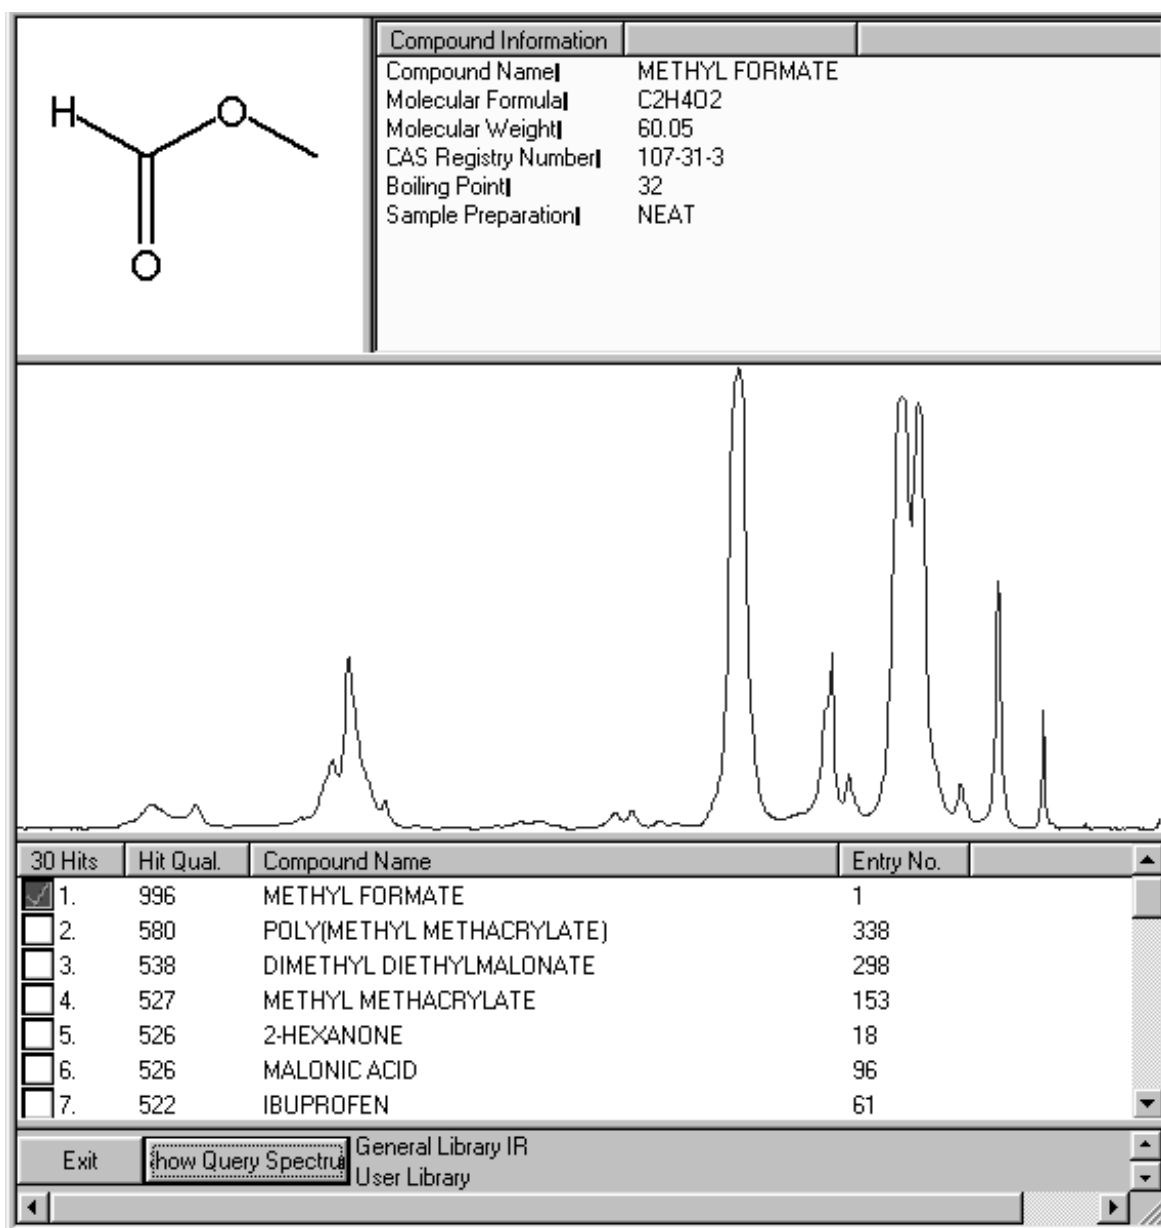 H
O
O
Compound Information
Compound Name METHYL FORMATE
Molecular Formula C2H4O2
Molecular Weight 60.05
CAS Registry Number 107-31-3
Boiling Point 32
Sample Preparation NEAT
30 Hits Hit Qual. Compound Name Entry No.
1. 996 METHYL FORMATE 1
2. 580 POLY(METHYL METHACRYLATE) 338
3. 538 DIMETHYL DIETHYLMALONATE 298
4. 527 METHYL METHACRYLATE 153
5. 526 2-HEXANONE 18
6. 526 MALONIC ACID 96
7. 522 IBUPROFEN 61
Exit how Query Spectru General Library IR
User Library